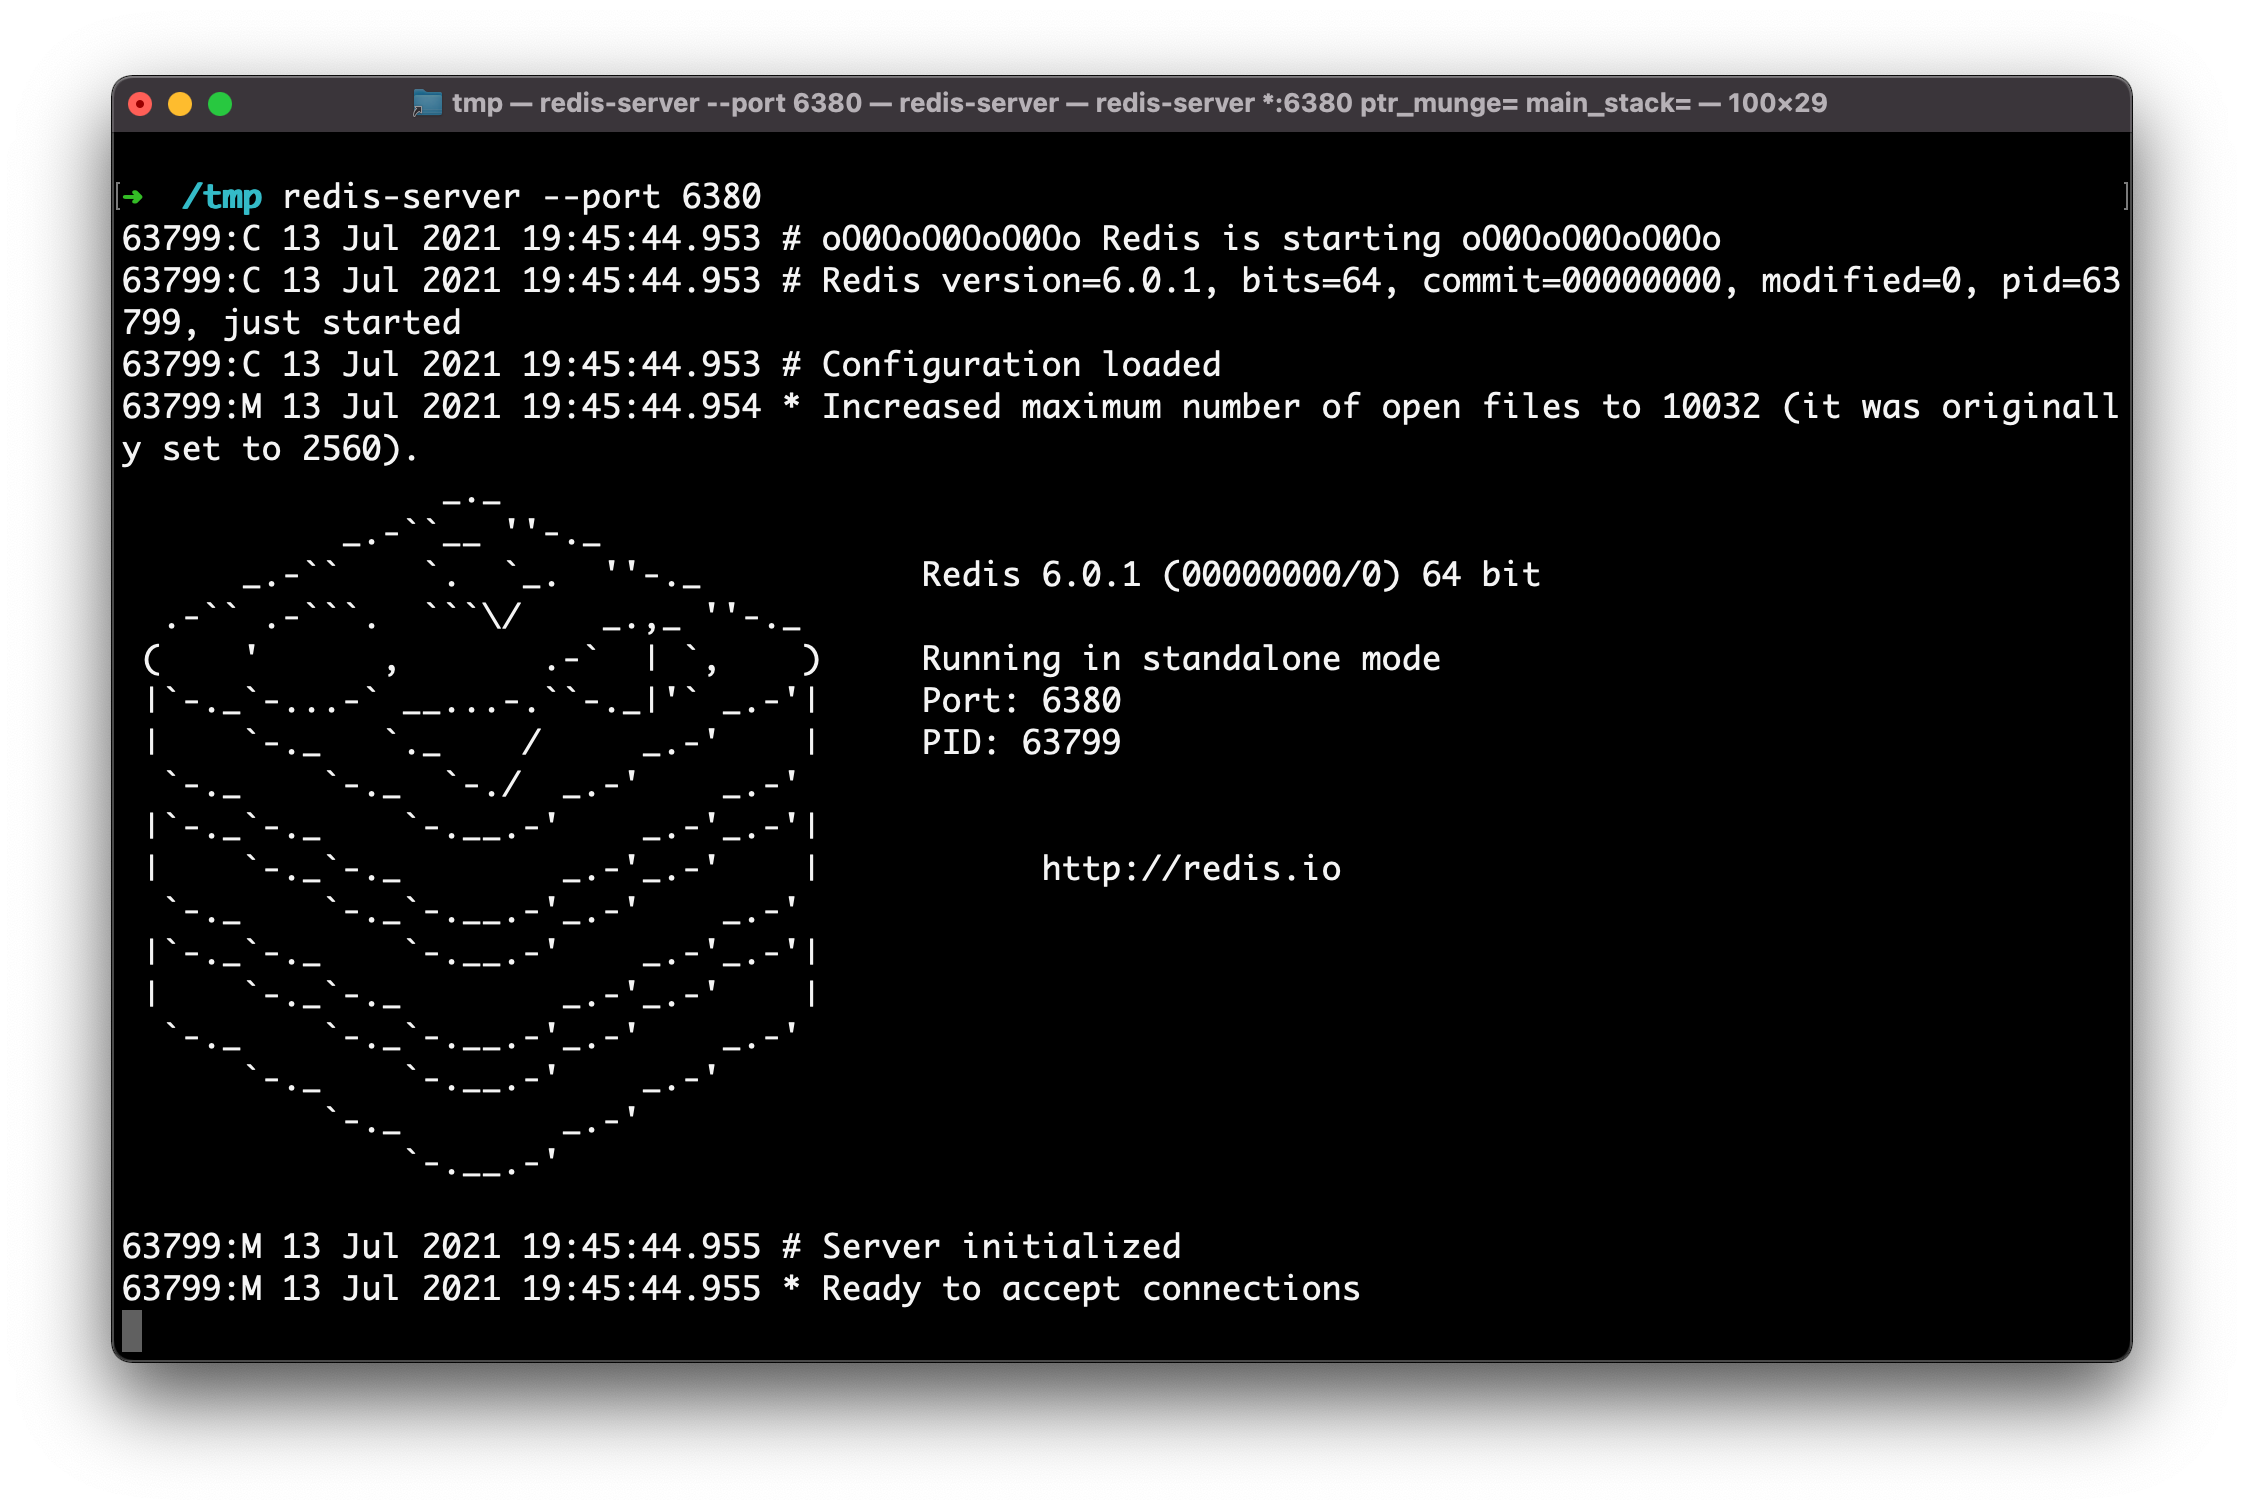 tmp — redis-server --port 6380 — redis-server — redis-server *:6380 ptr_munge= main_stack= — 100×29
[➜  /tmp redis-server --port 6380 ]
63799:C 13 Jul 2021 19:45:44.953 # oO0OoO0OoO0Oo Redis is starting oO0OoO0OoO0Oo
63799:C 13 Jul 2021 19:45:44.953 # Redis version=6.0.1, bits=64, commit=00000000, modified=0, pid=63
799, just started
63799:C 13 Jul 2021 19:45:44.953 # Configuration loaded
63799:M 13 Jul 2021 19:45:44.954 * Increased maximum number of open files to 10032 (it was originall
y set to 2560).
Redis 6.0.1 (00000000/0) 64 bit
Running in standalone mode
Port: 6380
PID: 63799
http://redis.io
63799:M 13 Jul 2021 19:45:44.955 # Server initialized
63799:M 13 Jul 2021 19:45:44.955 * Ready to accept connections